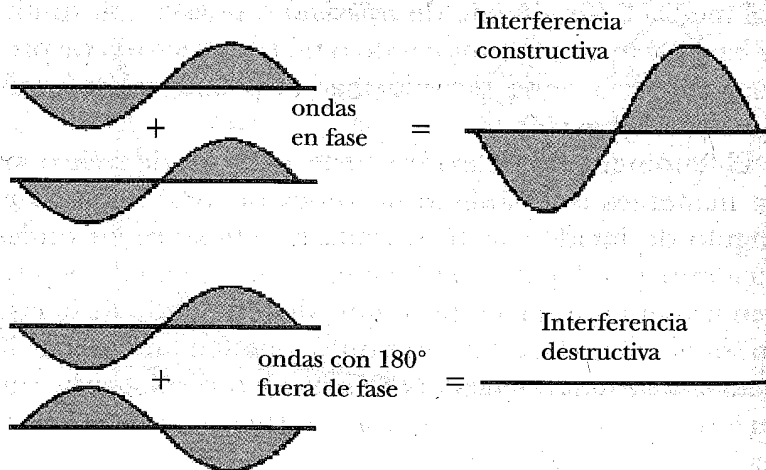 Interferencia
constructiva
ondas
+ en fase =
Interferencia
destructiva
ondas con 180°
+ fuera de fase =